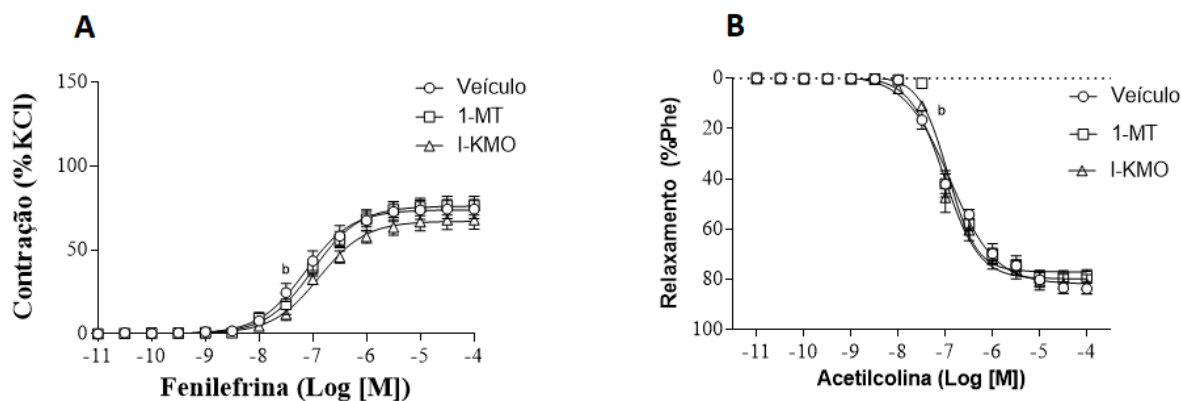 A
150
100
50
0
Contração (%KCl)
b
Veículo
1-MT
I-KMO
-11 -10 -9 -8 -7 -6 -5 -4
Fenilefrina (Log [M])
B
0
20
40
60
80
100
Relaxamento (%Phe)
b
Veículo
1-MT
I-KMO
-11 -10 -9 -8 -7 -6 -5 -4
Acetilcolina (Log [M])